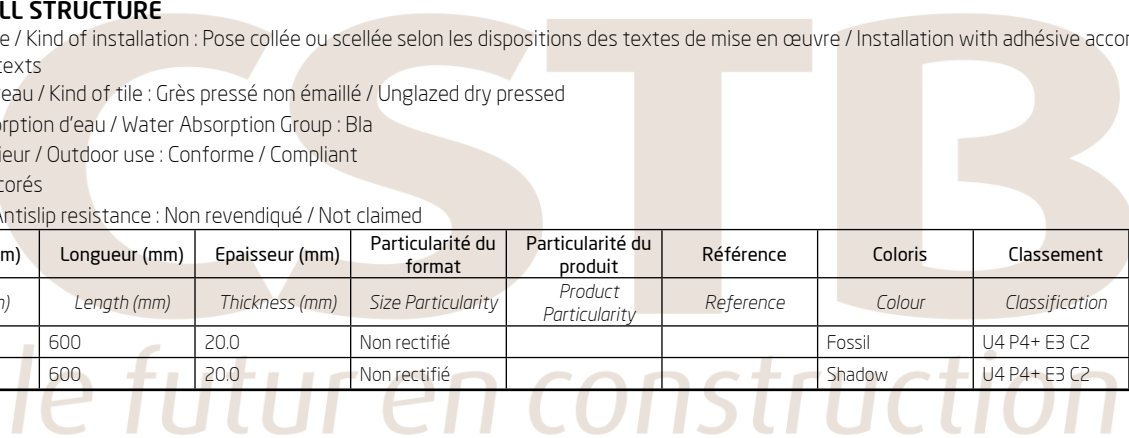 LL STRUCTURE
e / Kind of installation : Pose collée ou scellée selon les dispositions des textes de mise en œuvre / Installation with adhésive accor
texts
eau / Kind of tile : Grès pressé non émaillé / Unglazed dry pressed
orption d'eau / Water Absorption Group : BIa
ieur / Outdoor use : Conforme / Compliant
corés
Antislip resistance : Non revendiqué / Not claimed
m) Longueur (mm) Epaisseur (mm) Particularité du format Particularité du produit Référence Coloris Classement
m) Length (mm) Thickness (mm) Size Particularity Product Particularity Reference Colour Classification
600 20.0 Non rectifié Fossil U4 P4+ E3 C2
600 20.0 Non rectifié Shadow U4 P4+ E3 C2
CSTB
le futur en construction